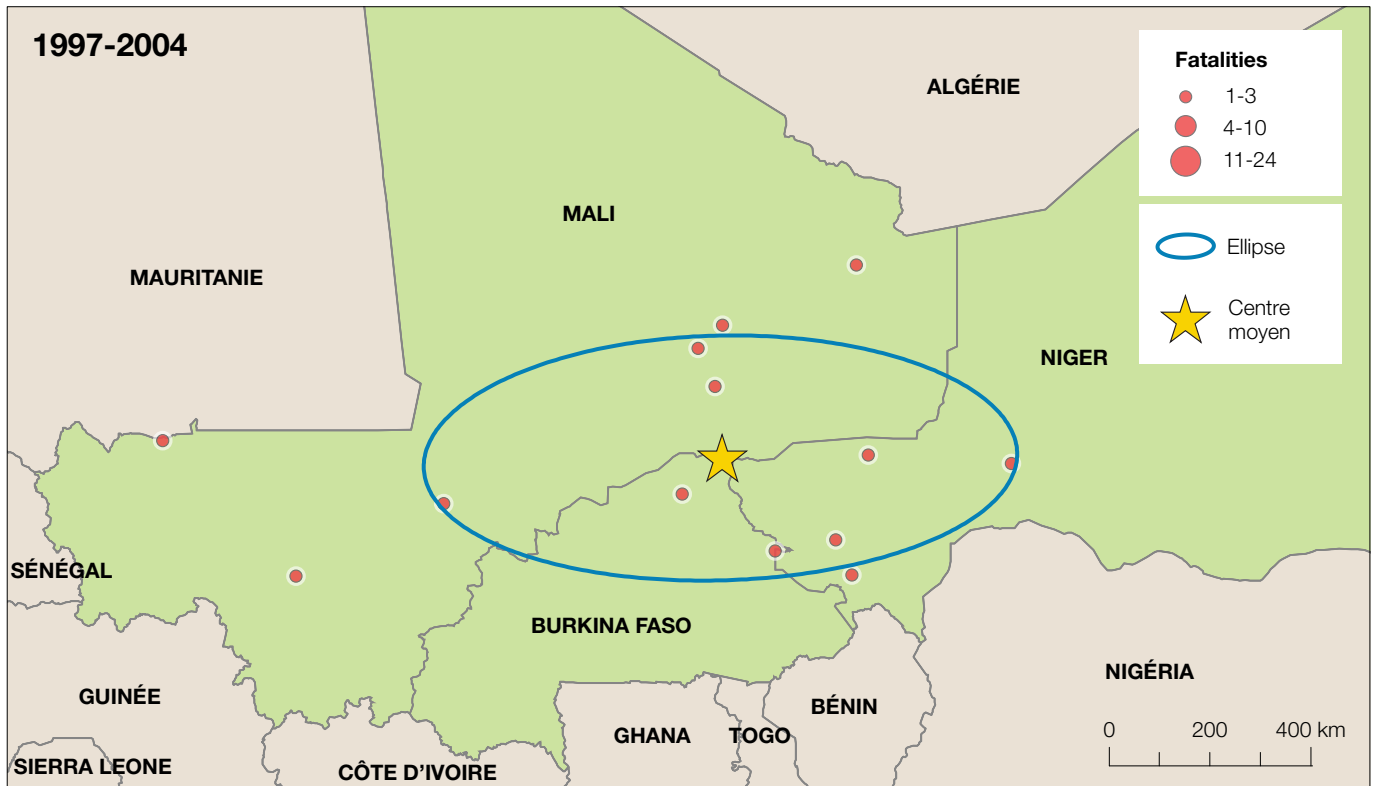 1997-2004
ALGÉRIE
MALI
MAURITANIE
NIGER
SÉNÉGAL
BURKINA FASO
GUINÉE
SIERRA LEONE
CÔTE D'IVOIRE
GHANA
TOGO
BÉNIN
NIGÉRIA
Fatalities
1-3
4-10
11-24
Ellipse
Centre
moyen
0 200 400 km